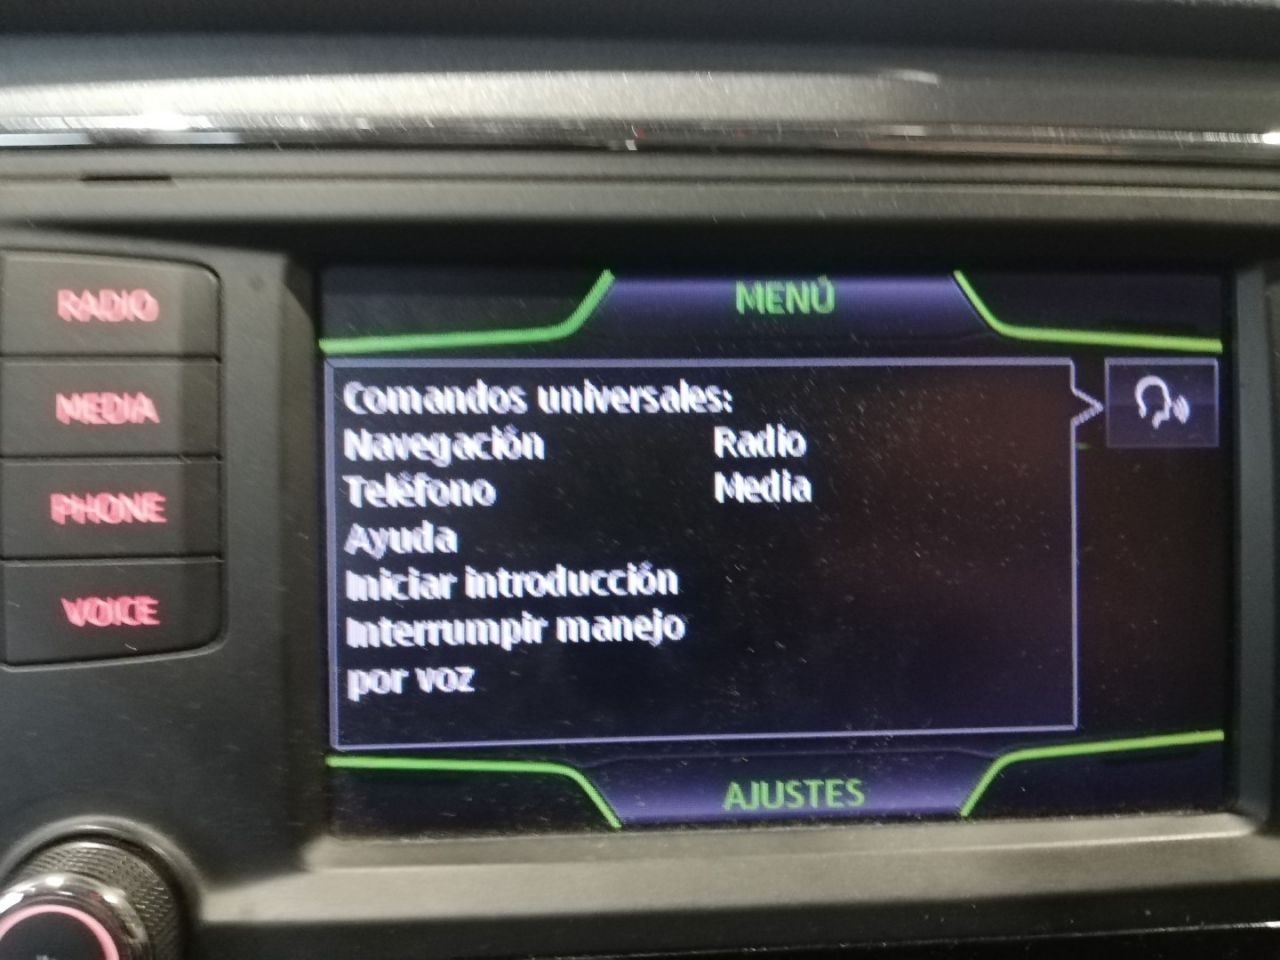 RADIO
MEDIA
PHONE
VOICE
MENÚ
Comandos universales:
Navegación Radio
Teléfono Media
Ayuda
Iniciar introducción
Interrumpir manejo
por voz
AJUSTES